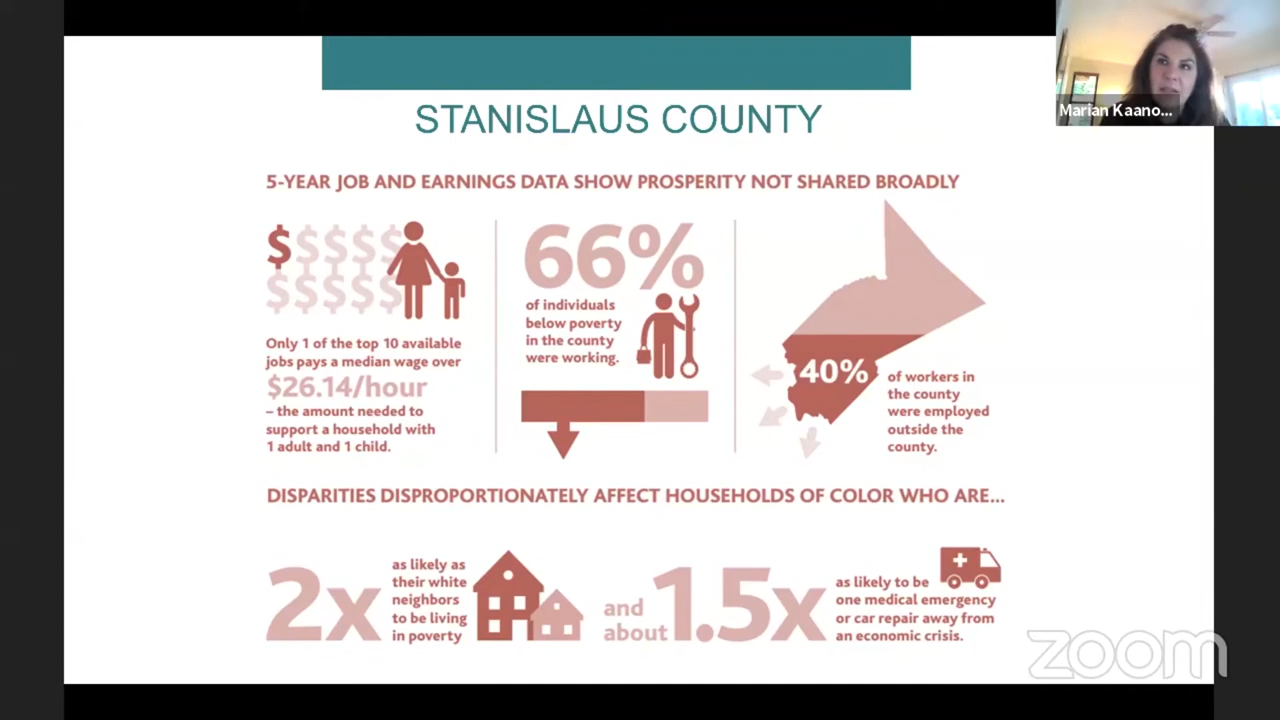 Marian Kaano...
STANISLAUS COUNTY
5-YEAR JOB AND EARNINGS DATA SHOW PROSPERITY NOT SHARED BROADLY
$$$$$
$$$$$
Only 1 of the top 10 available
jobs pays a median wage over
$26.14/hour
– the amount needed to
support a household with
1 adult and 1 child.
66%
of individuals
below poverty
in the county
were working.
40%
of workers in
the county
were employed
outside the
county.
DISPARITIES DISPROPORTIONATELY AFFECT HOUSEHOLDS OF COLOR WHO ARE...
2x
as likely as
their white
neighbors
to be living
in poverty
and
about
1.5x
as likely to be
one medical emergency
or car repair away from
an economic crisis.
zoom